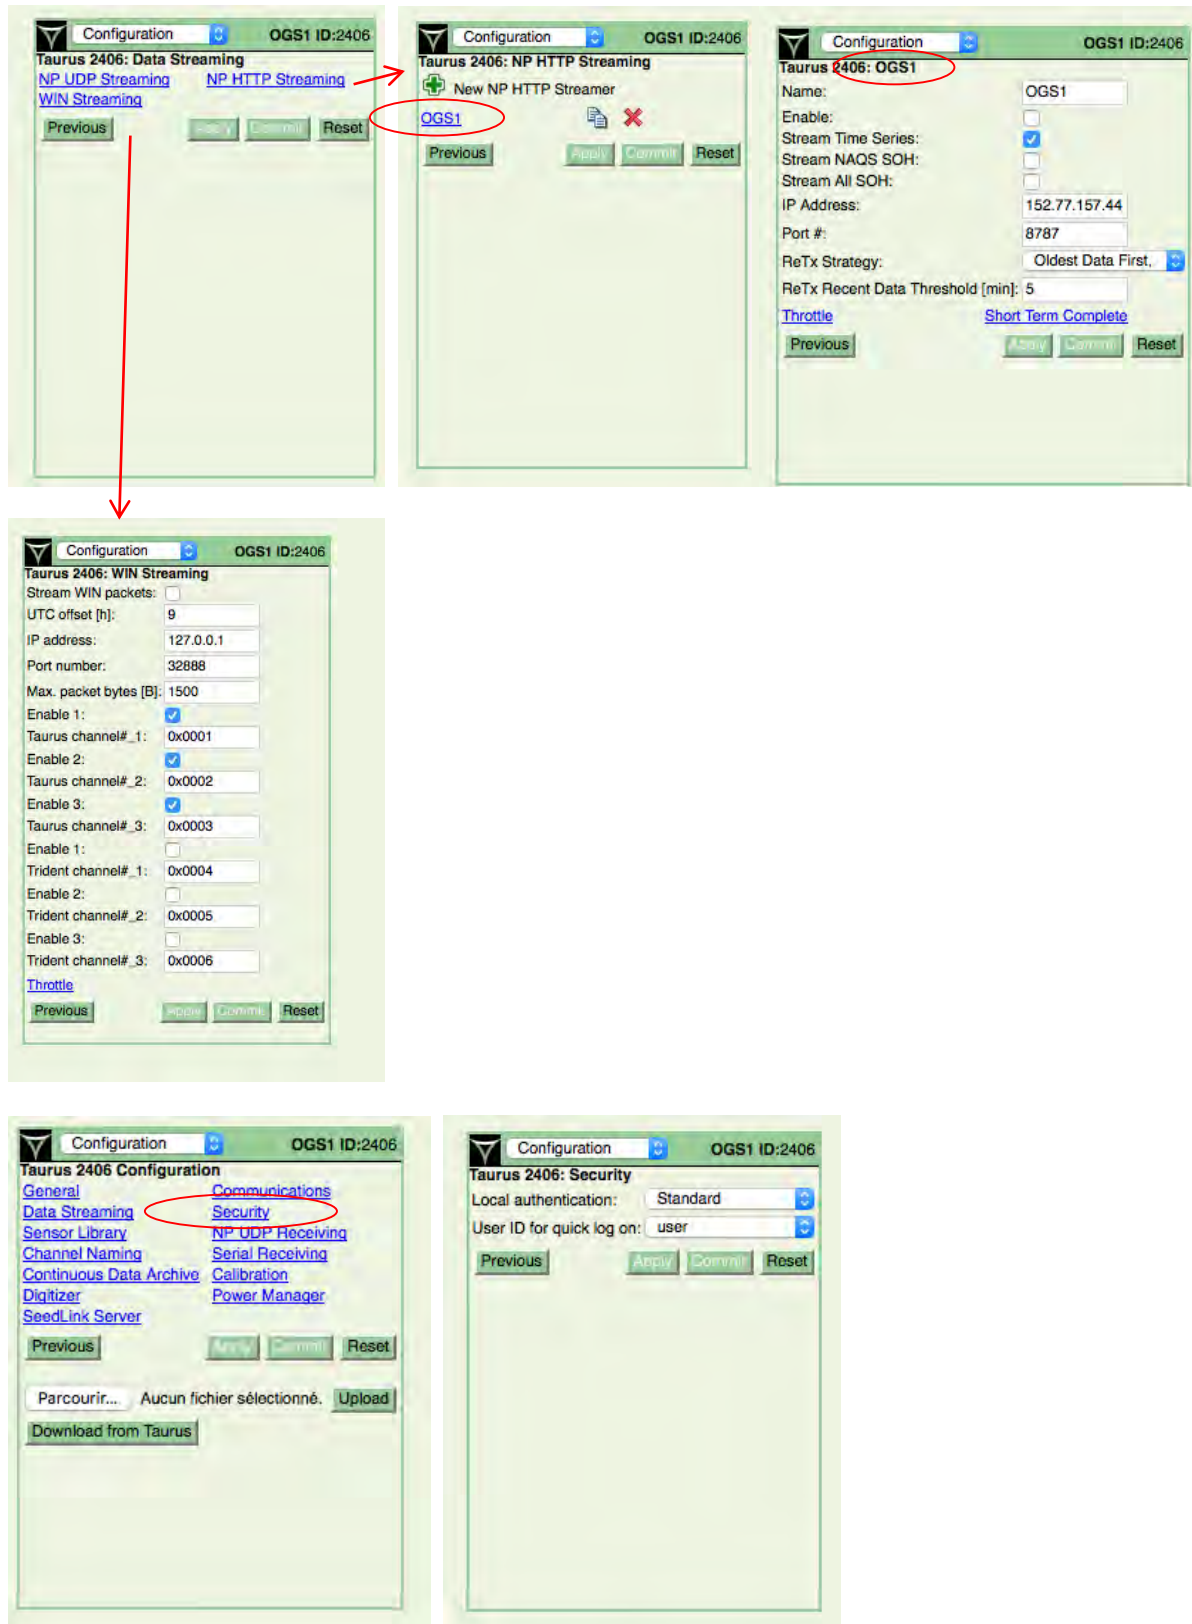 Configuration OGS1 ID:2406
Taurus 2406: Data Streaming
NP UDP Streaming NP HTTP Streaming
WIN Streaming
Previous Apply Commit Reset
Configuration OGS1 ID:2406
Taurus 2406: NP HTTP Streaming
New NP HTTP Streamer
OGS1
Previous Apply Commit Reset
Configuration OGS1 ID:2406
Taurus 2406: OGS1
Name: OGS1
Enable:
Stream Time Series:
Stream NAQS SOH:
Stream All SOH:
IP Address: 152.77.157.44
Port #: 8787
ReTx Strategy: Oldest Data First,
ReTx Recent Data Threshold [min]: 5
Throttle Short Term Complete
Previous Apply Commit Reset
Configuration OGS1 ID:2406
Taurus 2406: WIN Streaming
Stream WIN packets:
UTC offset [h]: 9
IP address: 127.0.0.1
Port number: 32888
Max. packet bytes [B]: 1500
Enable 1:
Taurus channel#_1: 0x0001
Enable 2:
Taurus channel#_2: 0x0002
Enable 3:
Taurus channel#_3: 0x0003
Enable 1:
Trident channel#_1: 0x0004
Enable 2:
Trident channel#_2: 0x0005
Enable 3:
Trident channel#_3: 0x0006
Throttle
Previous Apply Commit Reset
Configuration OGS1 ID:2406
Taurus 2406 Configuration
General Communications
Data Streaming Security
Sensor Library NP UDP Receiving
Channel Naming Serial Receiving
Continuous Data Archive Calibration
Digitizer Power Manager
SeedLink Server
Previous Apply Commit Reset
Parcourir... Aucun fichier sélectionné. Upload
Download from Taurus
Configuration OGS1 ID:2406
Taurus 2406: Security
Local authentication: Standard
User ID for quick log on: user
Previous Apply Commit Reset